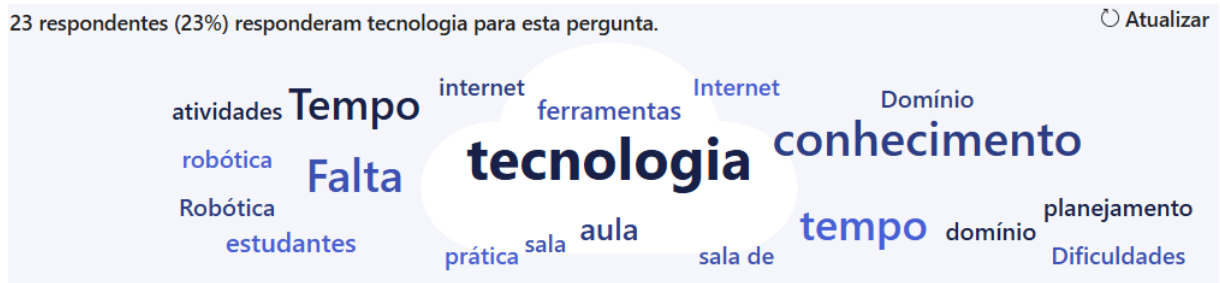 23 respondentes (23%) responderam tecnologia para esta pergunta.
Atualizar
internet
Internet
atividades Tempo
ferramentas
Domínio
conhecimento
tecnologia
robótica
Falta
Robótica
planejamento
aula
tempo
domínio
estudantes
sala
prática
sala de
Dificuldades